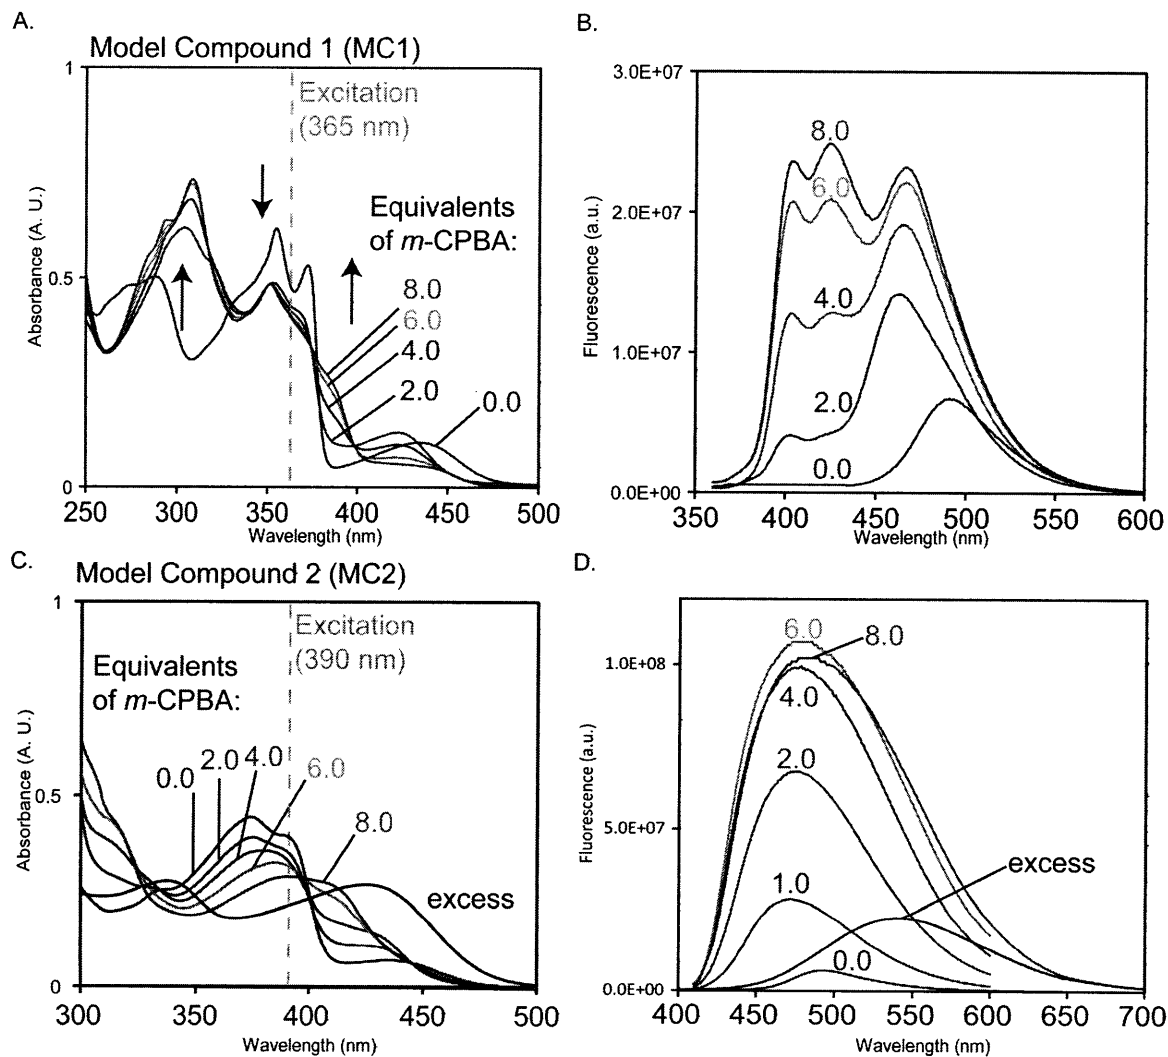 A.
Model Compound 1 (MC1)
1
0.5
0
Absorbance (A. U.)
Excitation
(365 nm)
Equivalents
of m-CPBA:
8.0
6.0
4.0
2.0
0.0
250
300
350
400
450
500
Wavelength (nm)
B.
3.0E+07
2.0E+07
1.0E+07
0.0E+00
Fluorescence (a.u.)
8.0
6.0
4.0
2.0
0.0
350
400
450
500
550
600
Wavelength (nm)
C.
Model Compound 2 (MC2)
1
0.5
0
Absorbance (A. U.)
Equivalents
of m-CPBA:
Excitation
(390 nm)
0.0
2.0
4.0
6.0
8.0
excess
300
350
400
450
500
Wavelength (nm)
D.
1.0E+08
5.0E+07
0.0E+00
Fluorescence (a.u.)
6.0
8.0
4.0
2.0
1.0
excess
0.0
400
450
500
550
600
650
700
Wavelength (nm)